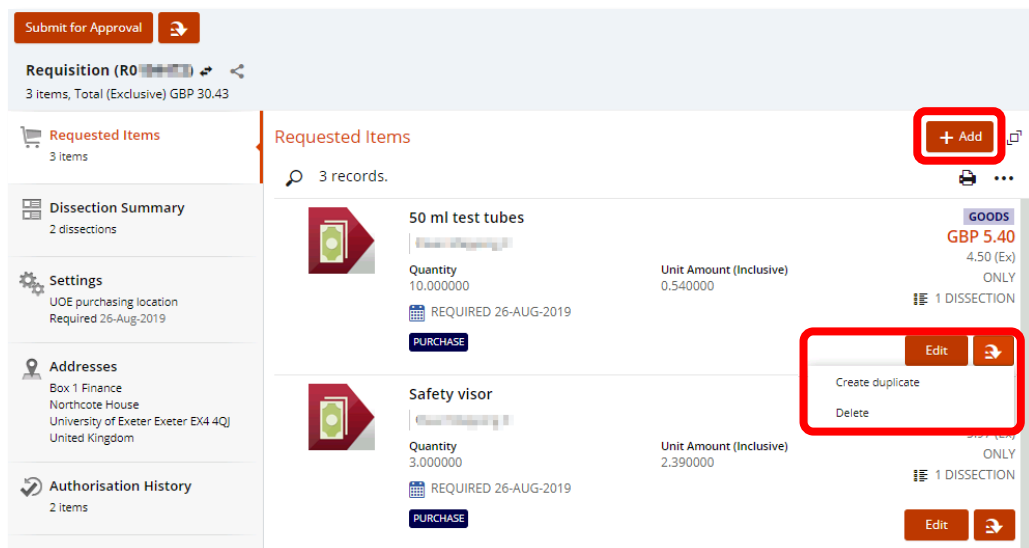 Submit for Approval
Requisition (R0
3 items, Total (Exclusive) GBP 30.43
Requested Items
3 items
Dissection Summary
2 dissections
Settings
UOE purchasing location
Required 26-Aug-2019
Addresses
Box 1 Finance
Northcote House
University of Exeter Exeter EX4 4QJ
United Kingdom
Authorisation History
2 items
Requested Items
+ Add
3 records.
50 ml test tubes
GOODS
GBP 5.40
4.50 (Ex)
ONLY
1 DISSECTION
Quantity
10.000000
Unit Amount (Inclusive)
0.540000
REQUIRED 26-AUG-2019
PURCHASE
Edit
Create duplicate
Delete
Safety visor
Quantity
3.000000
Unit Amount (Inclusive)
2.390000
ONLY
1 DISSECTION
REQUIRED 26-AUG-2019
PURCHASE
Edit